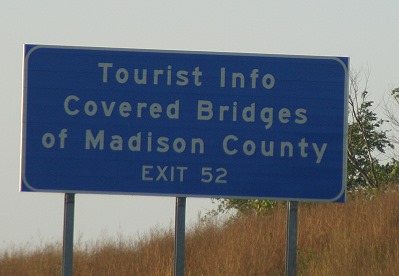 Tourist Info
Covered Bridges
of Madison County
EXIT 52